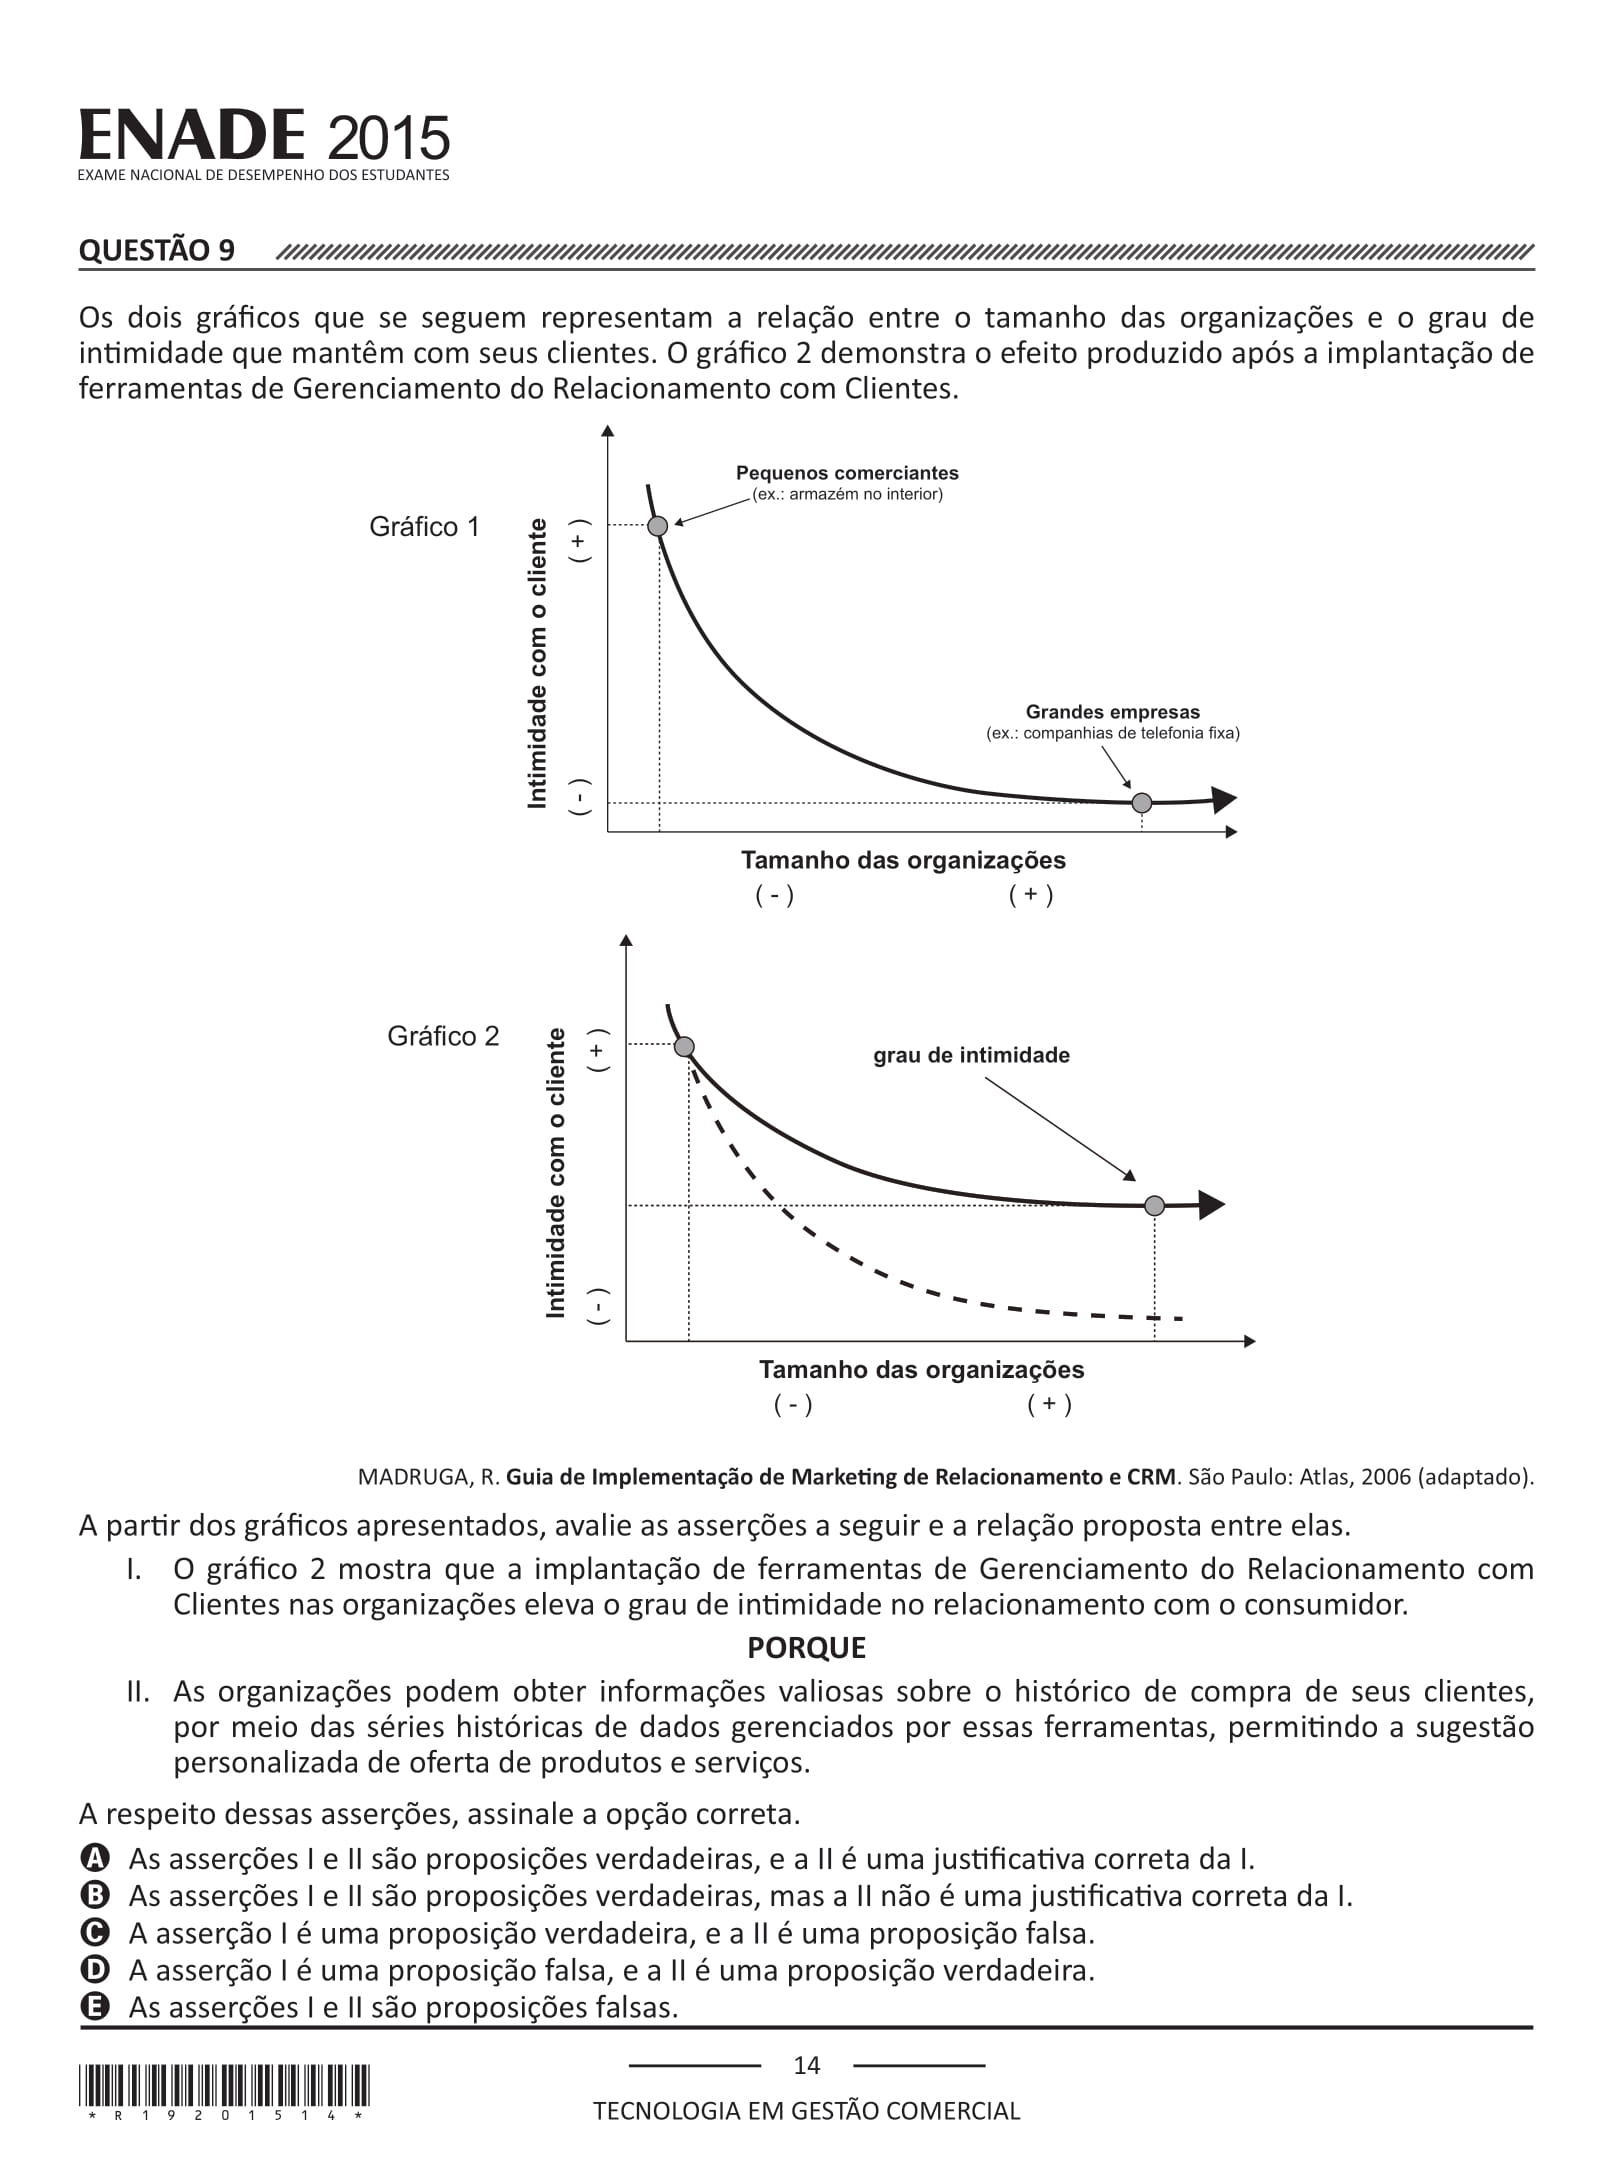 ENADE 2015
EXAME NACIONAL DE DESEMPENHO DOS ESTUDANTES
QUESTÃO 9
Os dois gráficos que se seguem representam a relação entre o tamanho das organizações e o grau de
intimidade que mantêm com seus clientes. O gráfico 2 demonstra o efeito produzido após a implantação de
ferramentas de Gerenciamento do Relacionamento com Clientes.
Gráfico 1
Intimidade com o cliente
( + )
( - )
Pequenos comerciantes
(ex.: armazém no interior)
Grandes empresas
(ex.: companhias de telefonia fixa)
Tamanho das organizações
( - ) ( + )
Gráfico 2
Intimidade com o cliente
( + )
( - )
grau de intimidade
Tamanho das organizações
( - ) ( + )
MADRUGA, R. Guia de Implementação de Marketing de Relacionamento e CRM. São Paulo: Atlas, 2006 (adaptado).
A partir dos gráficos apresentados, avalie as asserções a seguir e a relação proposta entre elas.
I. O gráfico 2 mostra que a implantação de ferramentas de Gerenciamento do Relacionamento com
Clientes nas organizações eleva o grau de intimidade no relacionamento com o consumidor.
PORQUE
II. As organizações podem obter informações valiosas sobre o histórico de compra de seus clientes,
por meio das séries históricas de dados gerenciados por essas ferramentas, permitindo a sugestão
personalizada de oferta de produtos e serviços.
A respeito dessas asserções, assinale a opção correta.
A As asserções I e II são proposições verdadeiras, e a II é uma justificativa correta da I.
B As asserções I e II são proposições verdadeiras, mas a II não é uma justificativa correta da I.
C A asserção I é uma proposição verdadeira, e a II é uma proposição falsa.
D A asserção I é uma proposição falsa, e a II é uma proposição verdadeira.
E As asserções I e II são proposições falsas.
14
TECNOLOGIA EM GESTÃO COMERCIAL
* R 1 9 2 0 1 5 1 4 *